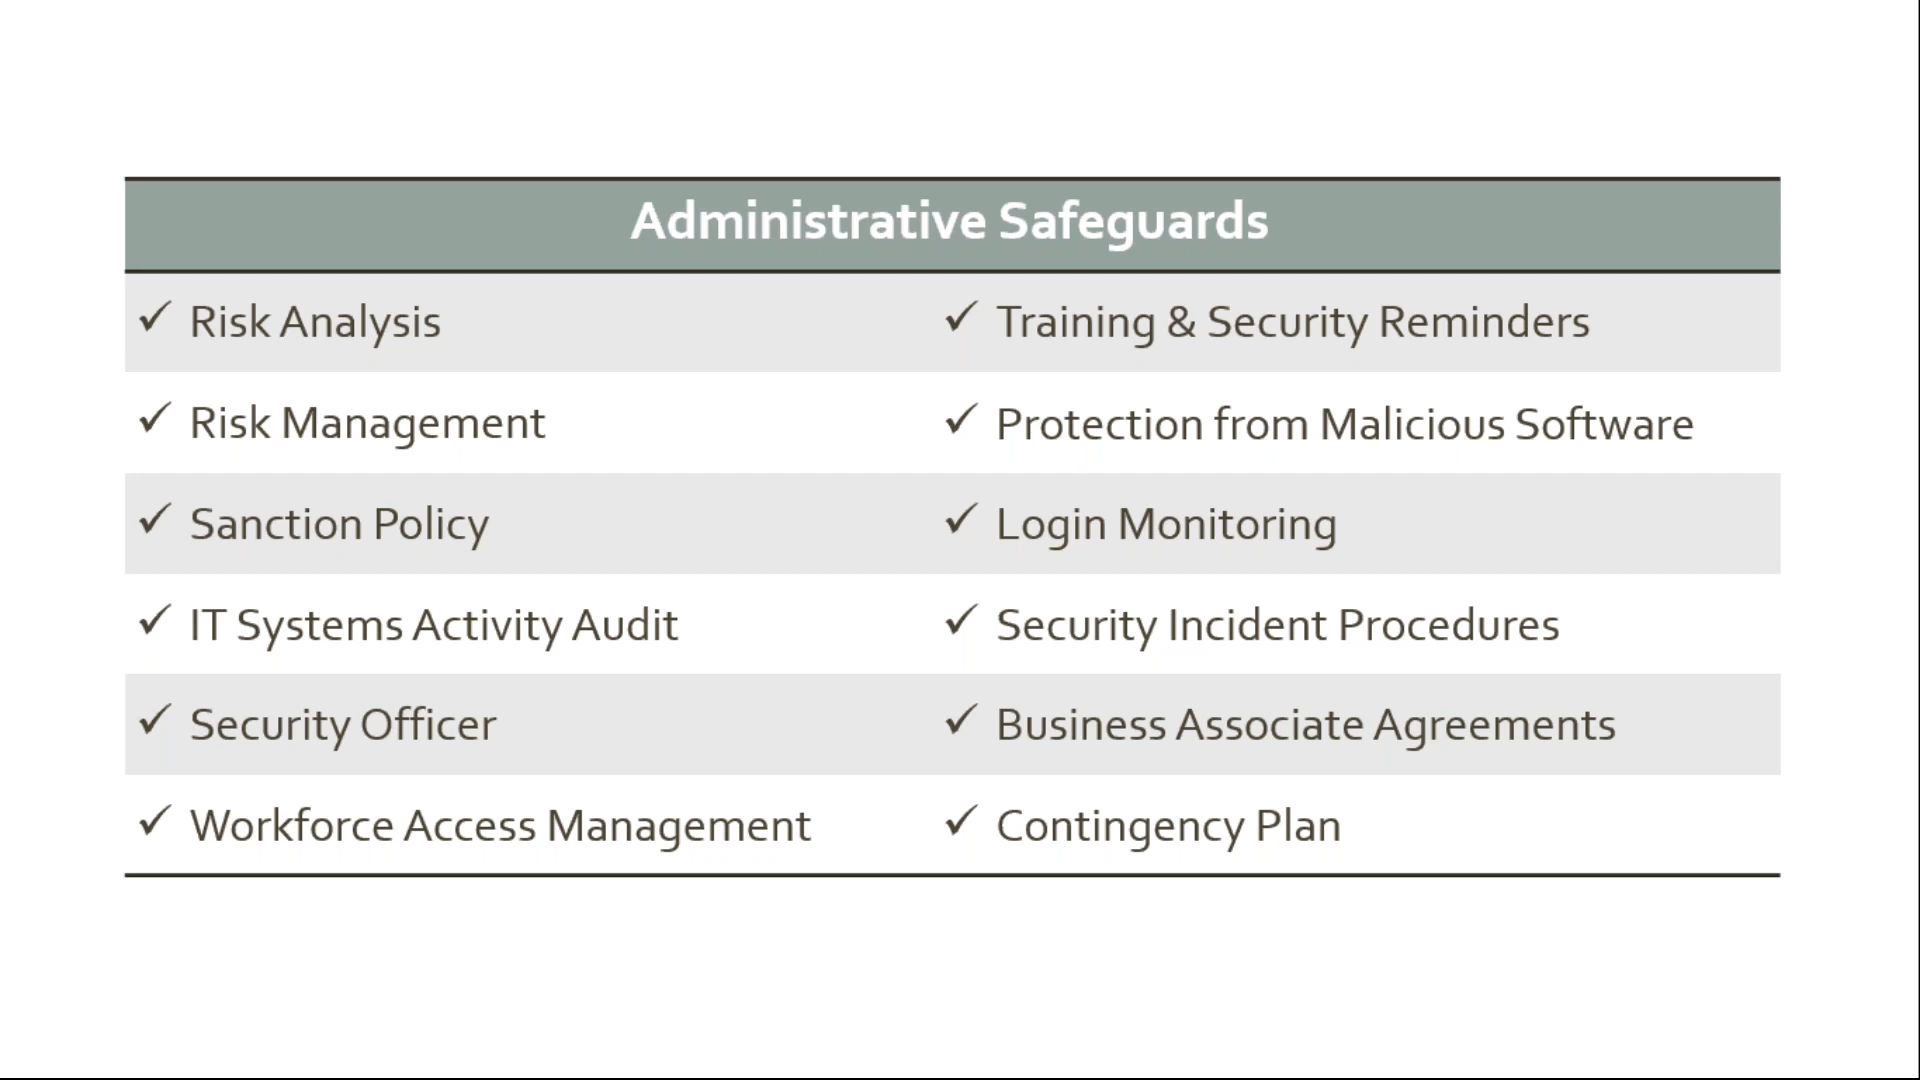 Administrative Safeguards
✓ Risk Analysis
✓ Training & Security Reminders
✓ Risk Management
✓ Protection from Malicious Software
✓ Sanction Policy
✓ Login Monitoring
✓ IT Systems Activity Audit
✓ Security Incident Procedures
✓ Security Officer
✓ Business Associate Agreements
✓ Workforce Access Management
✓ Contingency Plan